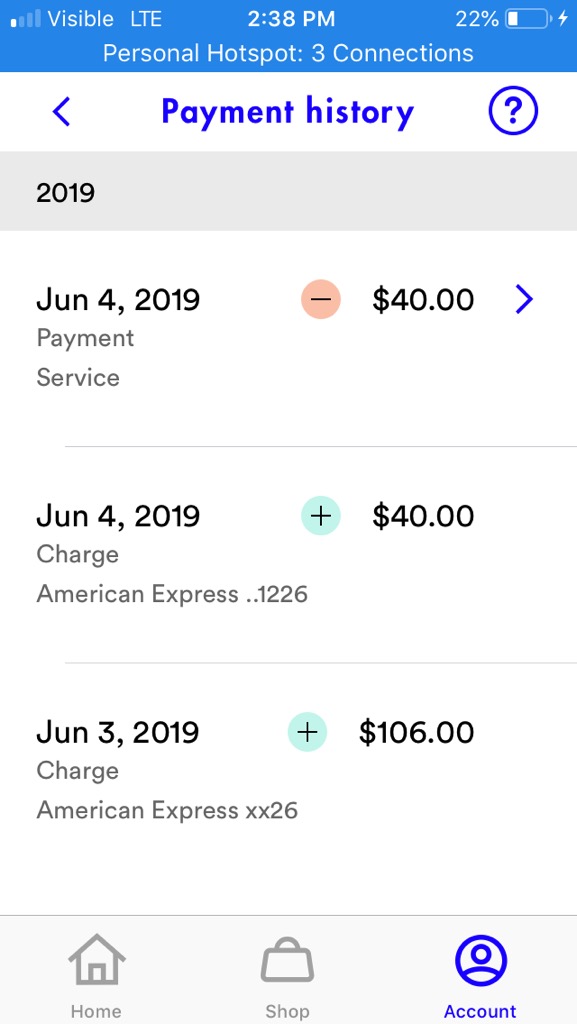 Visible LTE 2:38 PM 22%
Personal Hotspot: 3 Connections
Payment history ?
2019
Jun 4, 2019 − $40.00
Payment
Service
Jun 4, 2019 + $40.00
Charge
American Express ..1226
Jun 3, 2019 + $106.00
Charge
American Express xx26
Home Shop Account